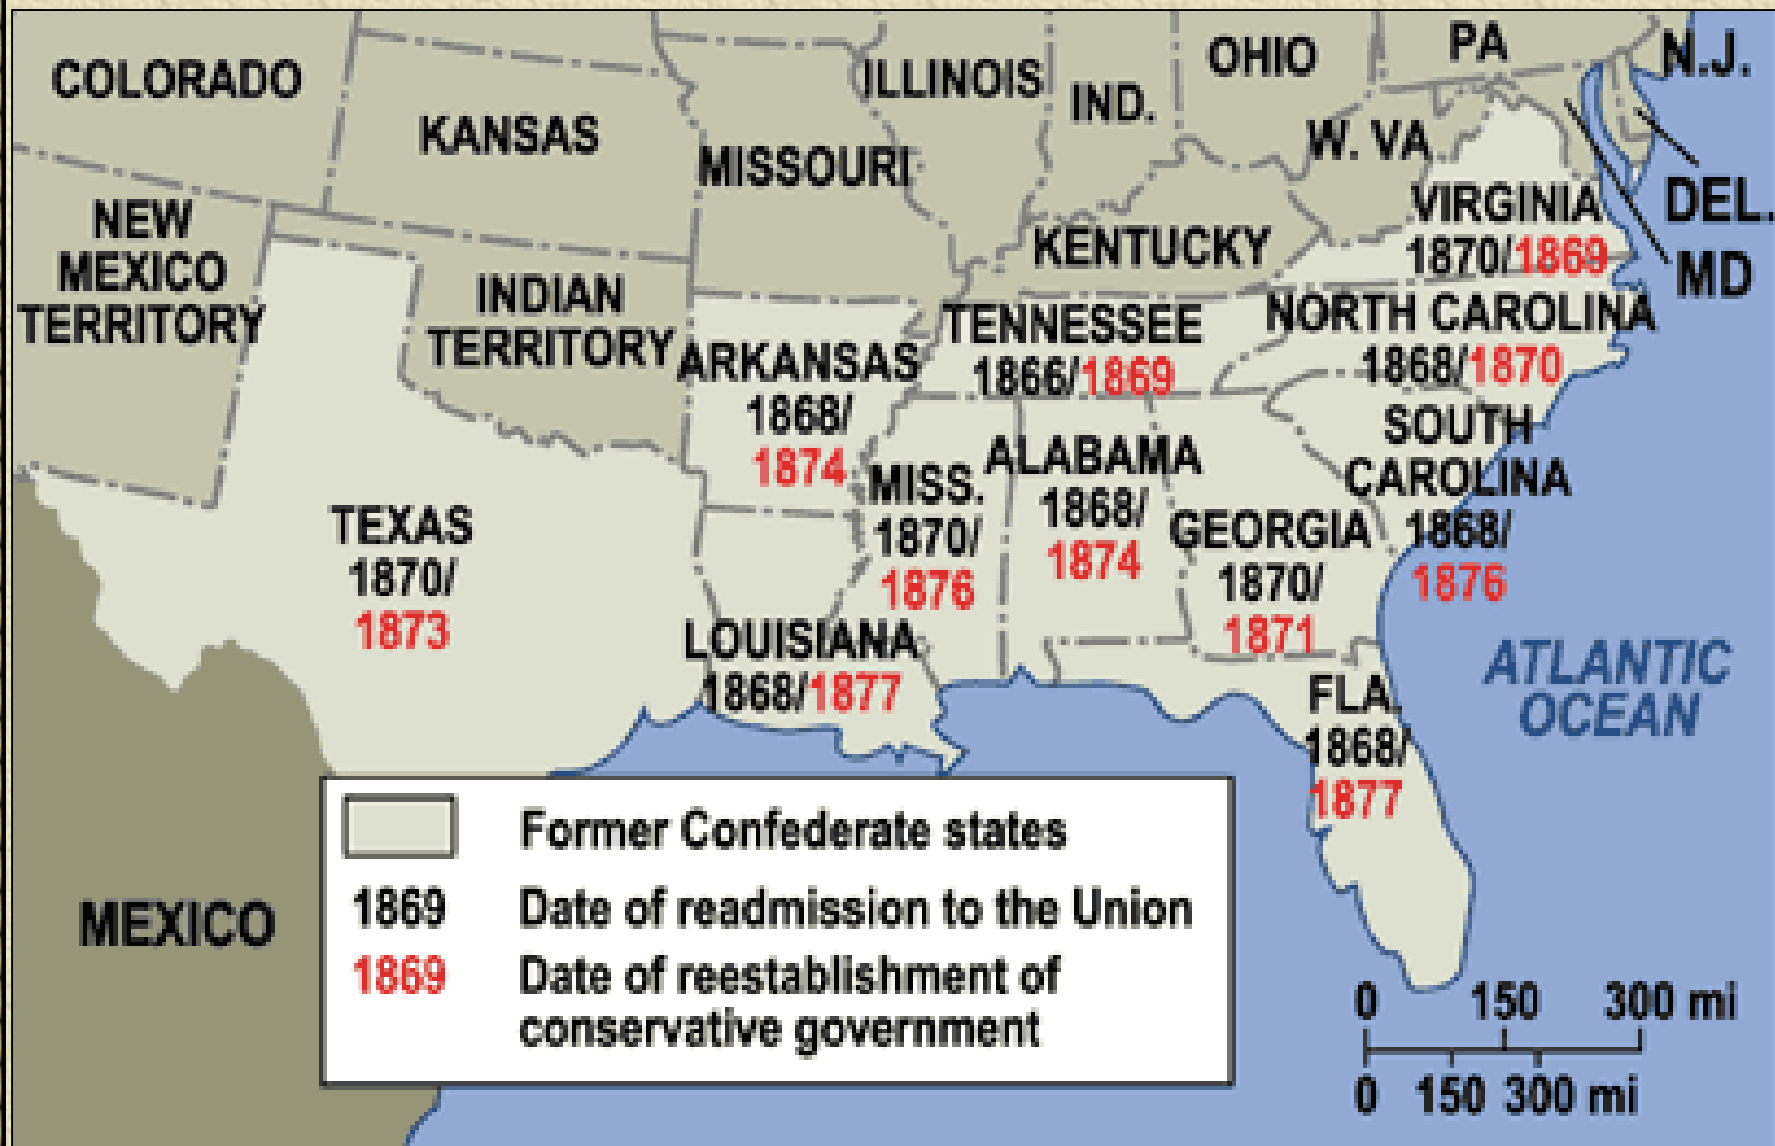 COLORADO
KANSAS
MISSOURI
ILLINOIS
IND.
OHIO
PA
N.J.
W. VA
DEL.
MD
KENTUCKY
VIRGINIA
1870/1869
NEW
MEXICO
TERRITORY
INDIAN
TERRITORY
ARKANSAS
1868/
1874
TENNESSEE
1866/1869
NORTH CAROLINA
1868/1870
SOUTH
CAROLINA
1868/
1876
TEXAS
1870/
1873
MISS.
1870/
1876
ALABAMA
1868/
1874
GEORGIA
1870/
1871
LOUISIANA
1868/1877
FLA.
1868/
1877
ATLANTIC
OCEAN
MEXICO
Former Confederate states
1869 Date of readmission to the Union
1869 Date of reestablishment of
conservative government
0 150 300 mi
0 150 300 mi